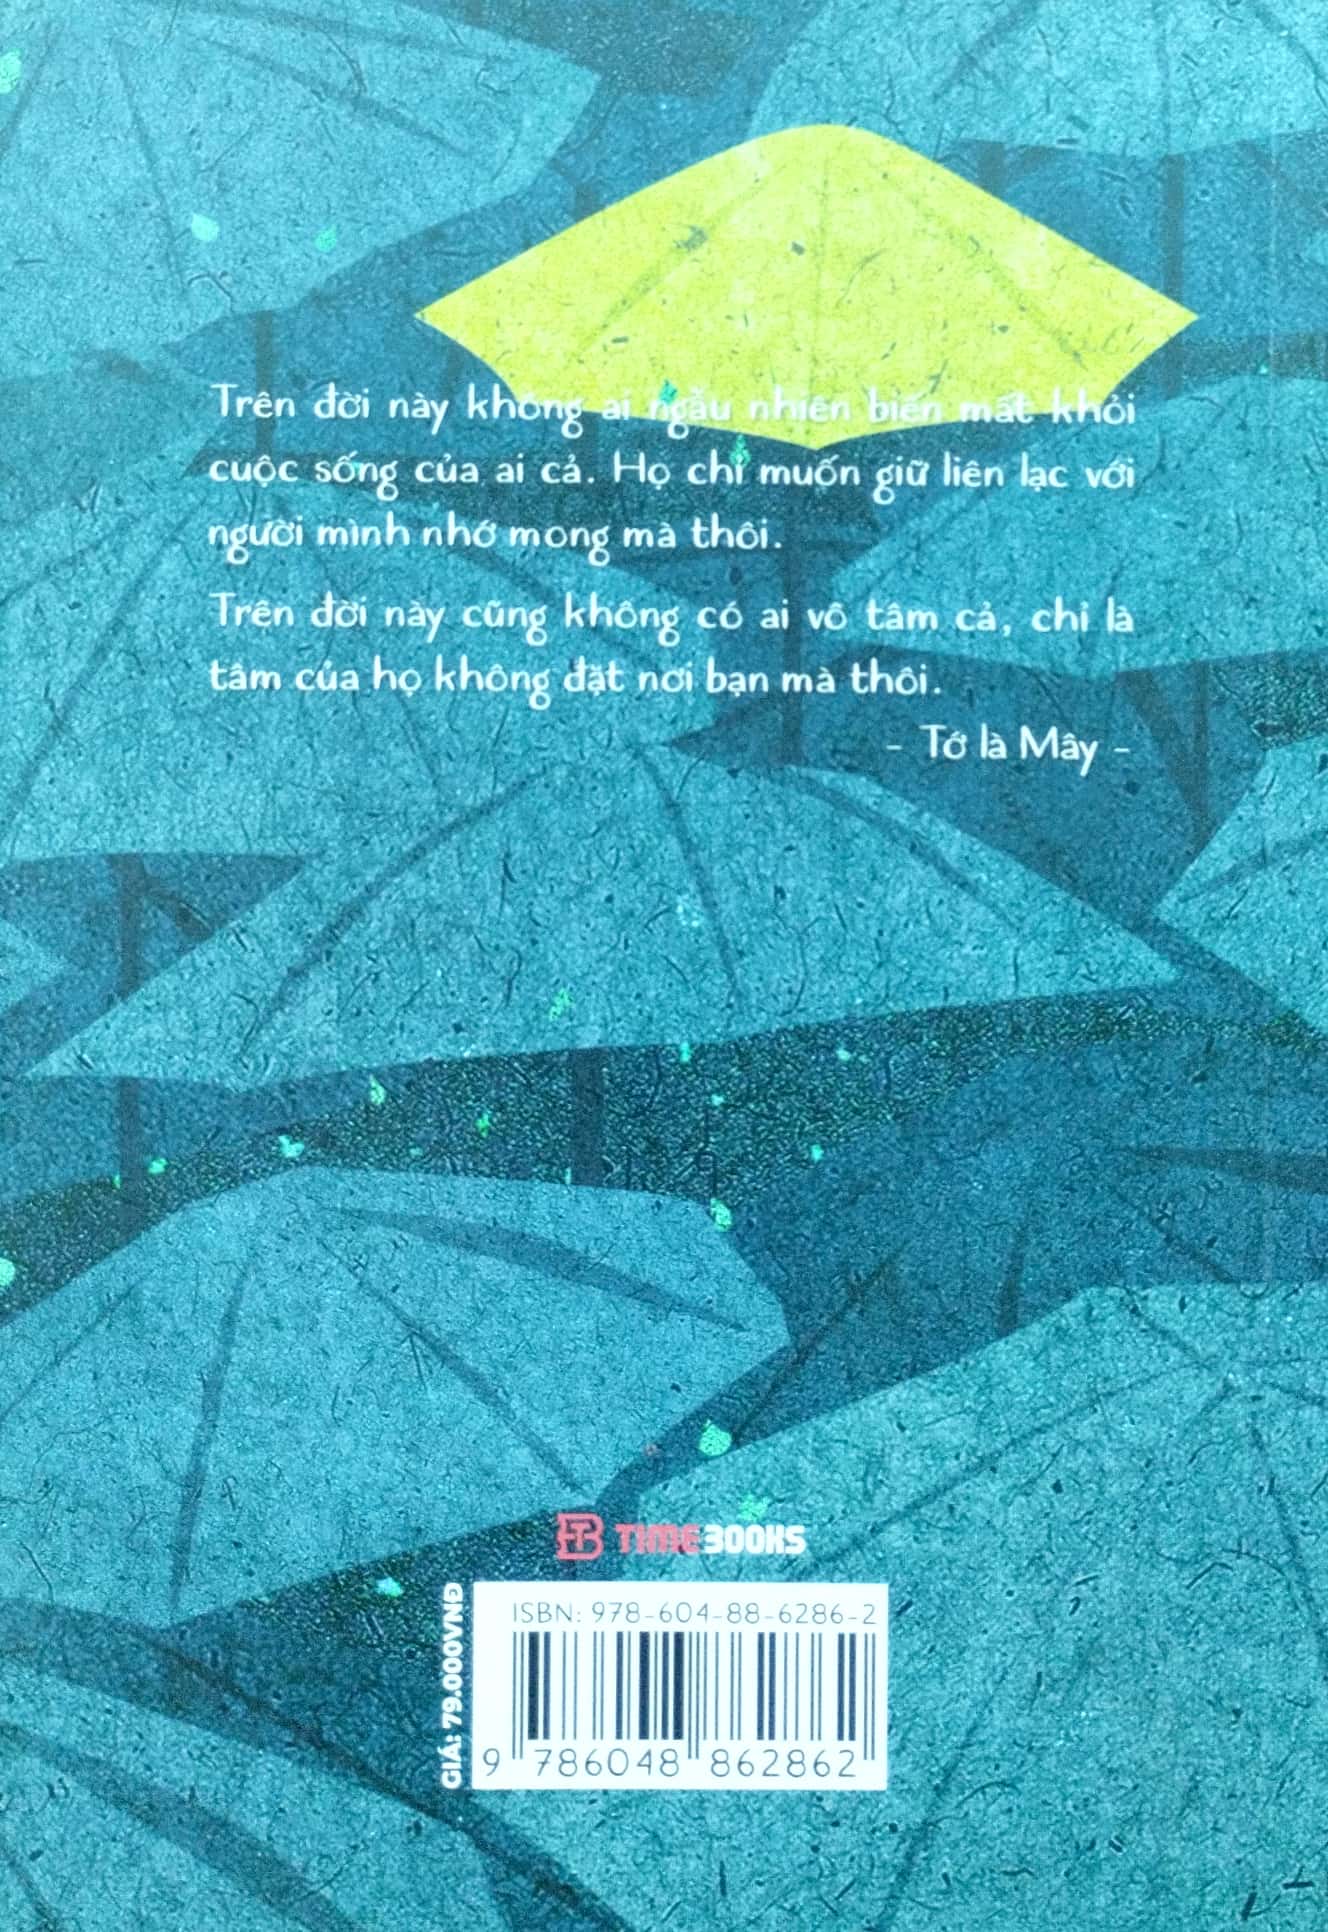 Trên đời này không ai ngẫu nhiên biến mất khỏi
cuộc sống của ai cả. Họ chỉ muốn giữ liên lạc với
người mình nhớ mong mà thôi.
Trên đời này cũng không có ai vô tâm cả, chỉ là
tâm của họ không đặt nơi bạn mà thôi.
- Tớ là Mây -
TB TIMEBOOKS
GIÁ: 79.000VNĐ
ISBN: 978-604-88-6286-2
9 786048 862862